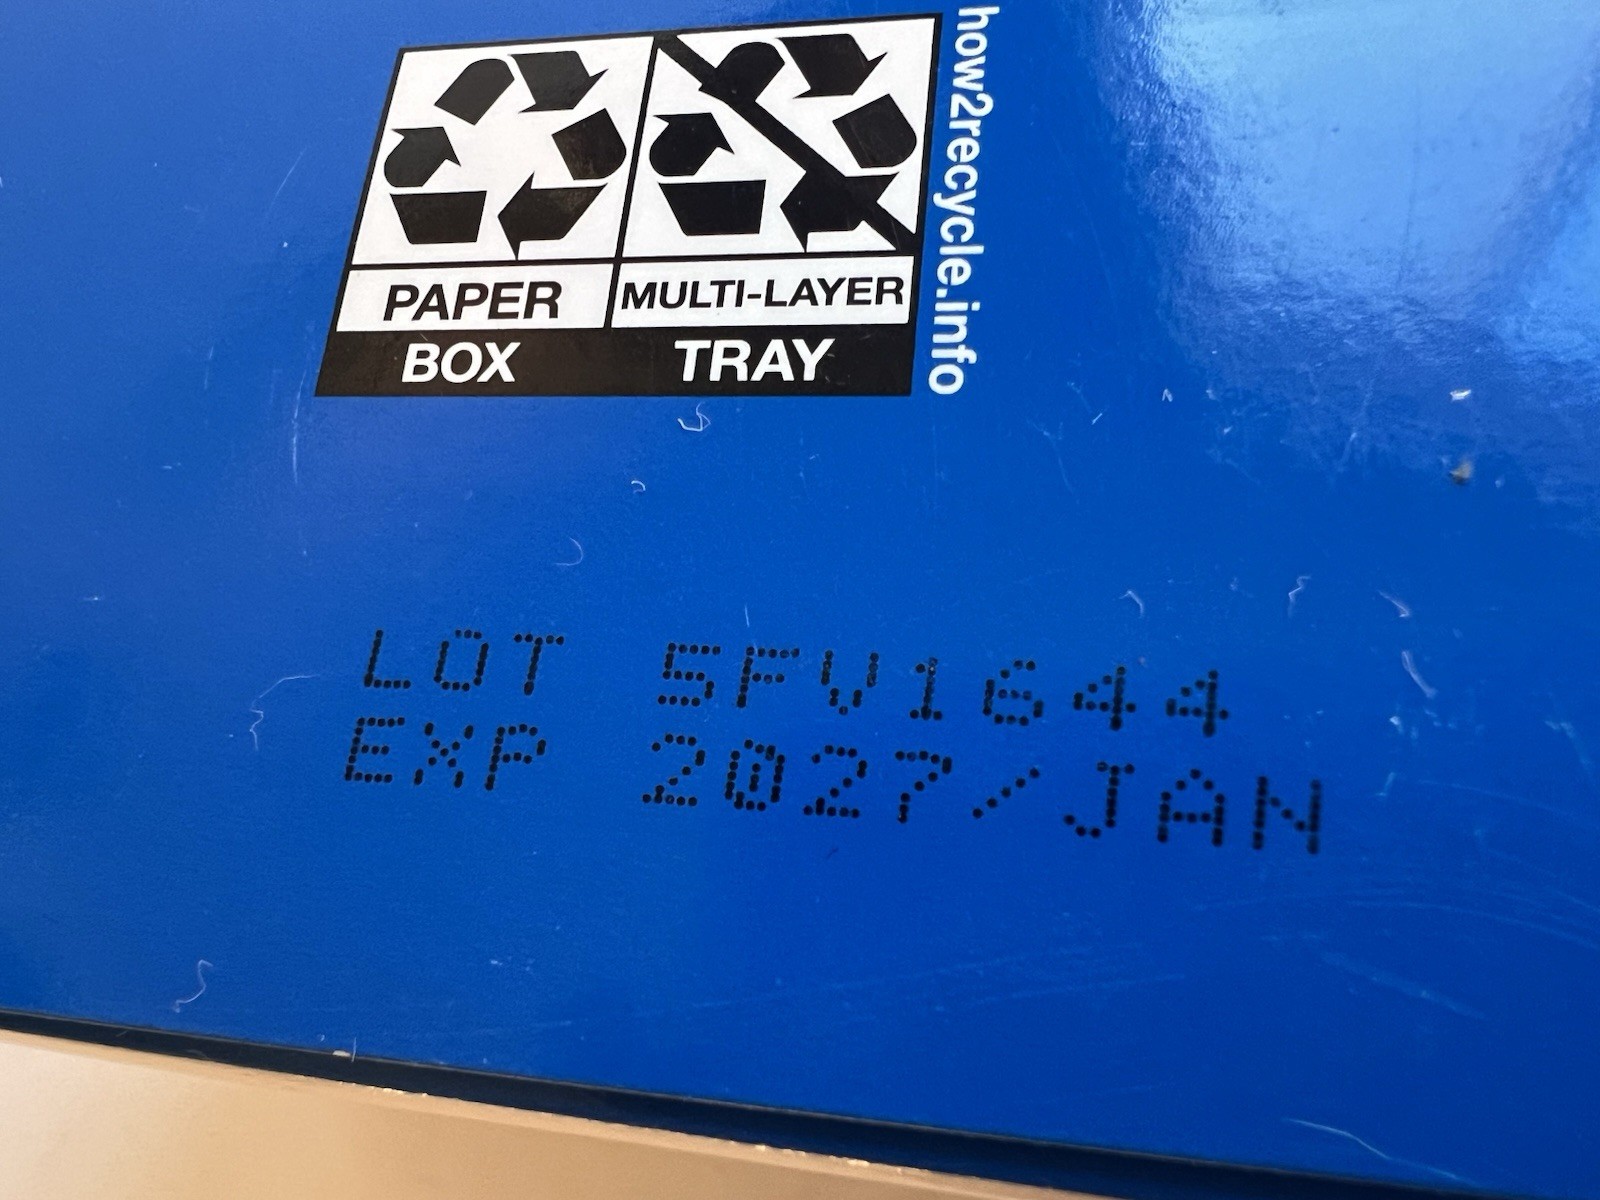 PAPER
BOX
MULTI-LAYER
TRAY
how2recycle.info
LOT 5FV1644
EXP 2027/JAN